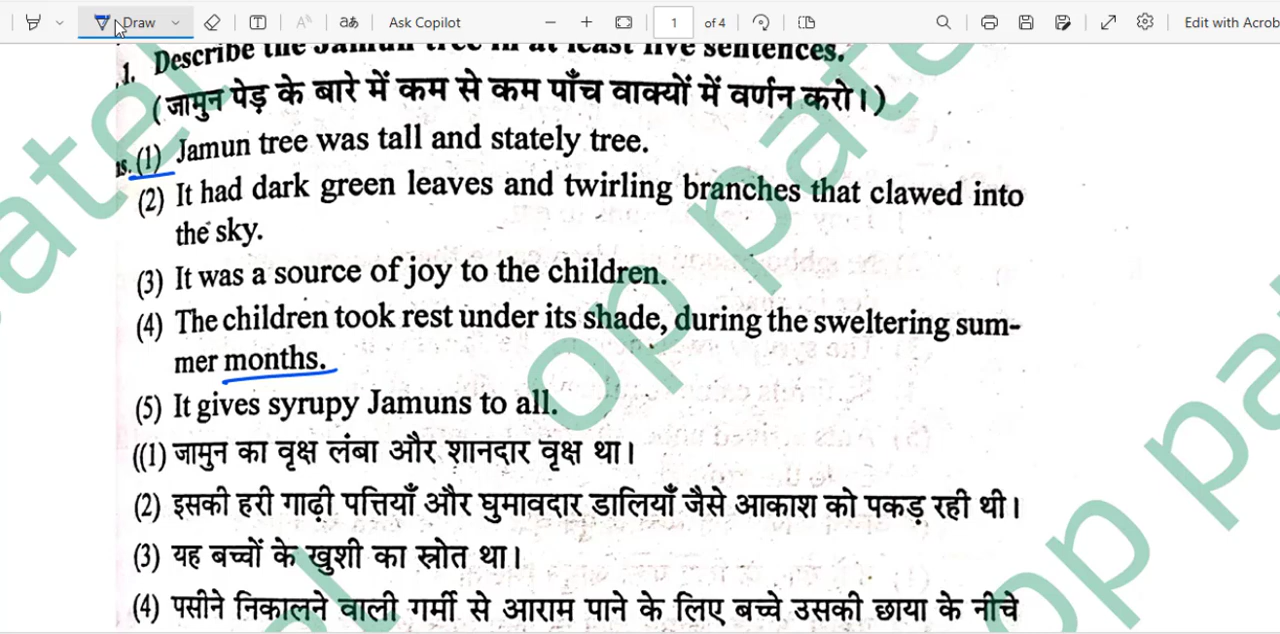 Draw
A
aあ
Ask Copilot
1
of 4
Edit with Acrob
1. Describe the Jamun tree in at least five sentences.
(जामुन पेड़ के बारे में कम से कम पाँच वाक्यों में वर्णन करो।)
(1) Jamun tree was tall and stately tree.
(2) It had dark green leaves and twirling branches that clawed into
the sky.
(3) It was a source of joy to the children.
(4) The children took rest under its shade, during the sweltering sum-
mer months.
(5) It gives syrupy Jamuns to all.
((1) जामुन का वृक्ष लंबा और शानदार वृक्ष था।
(2) इसकी हरी गाढ़ी पत्तियाँ और घुमावदार डालियाँ जैसे आकाश को पकड़ रही थी।
(3) यह बच्चों के खुशी का स्रोत था।
(4) पसीने निकालने वाली गर्मी से आराम पाने के लिए बच्चे उसकी छाया के नीचे